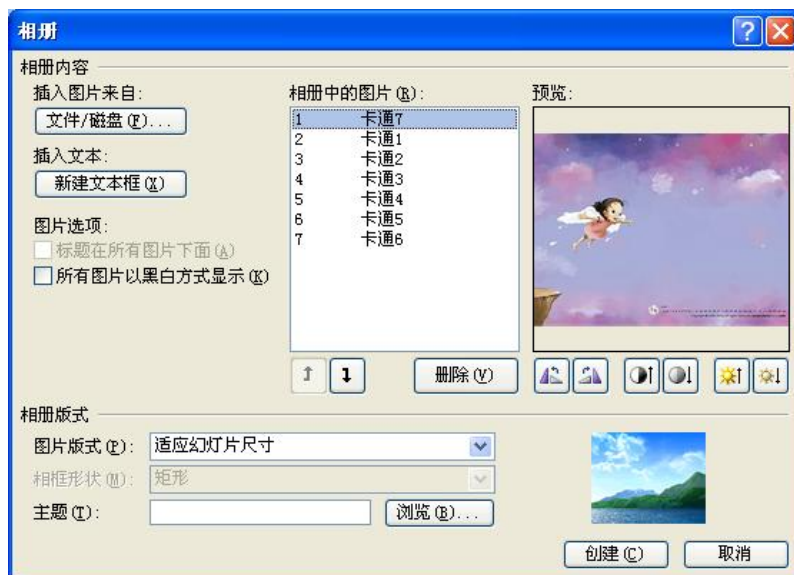 相册
相册内容
插入图片来自:
文件/磁盘(F)...
插入文本:
新建文本框(X)
图片选项:
标题在所有图片下面(A)
所有图片以黑白方式显示(K)
相册中的图片(R):
1 卡通7
2 卡通1
3 卡通2
4 卡通3
5 卡通4
6 卡通5
7 卡通6
删除(V)
预览:
相册版式
图片版式(P): 适应幻灯片尺寸
相框形状(M): 矩形
主题(T): 浏览(B)...
创建(C) 取消